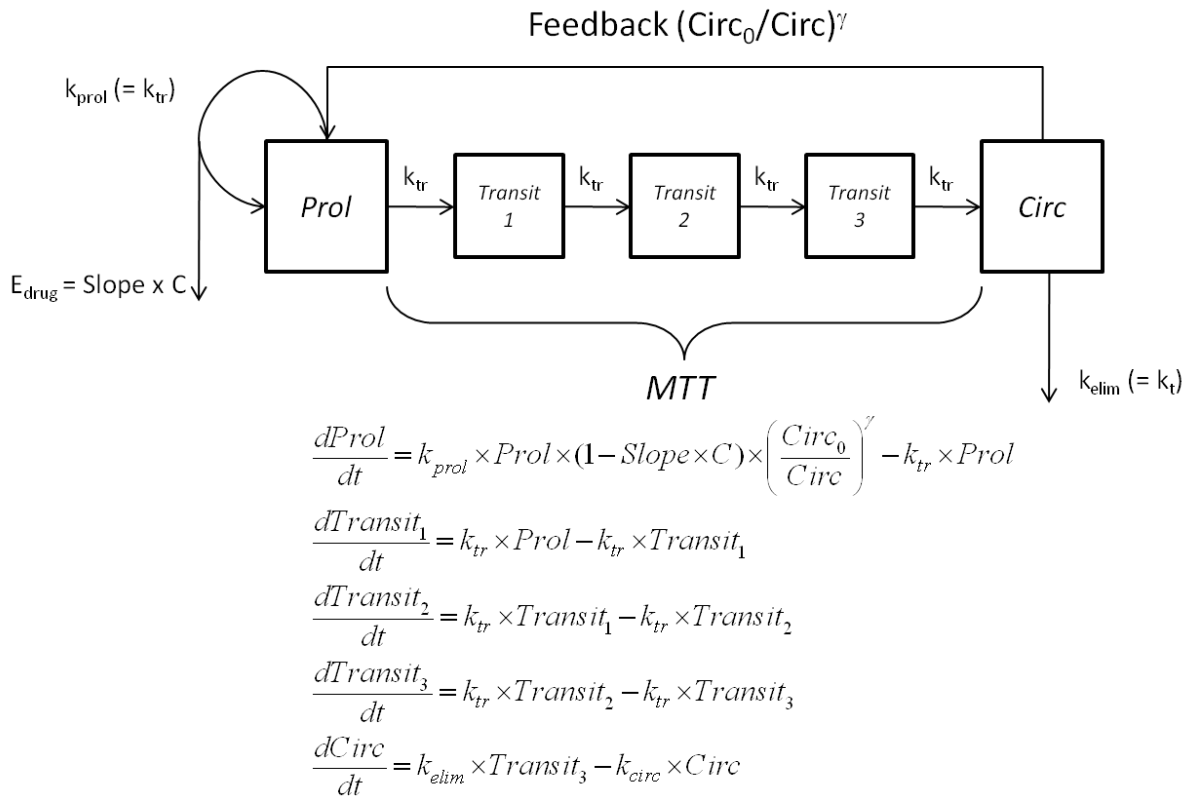 Feedback (Circ₀/Circ)^γ
k_prol (= k_tr)
Prol
k_tr
Transit
1
k_tr
Transit
2
k_tr
Transit
3
k_tr
Circ
E_drug = Slope x C
MTT
k_elim (= k_t)
dProl/dt = k_prol × Prol × (1 − Slope × C) × (Circ₀/Circ)^γ − k_tr × Prol
dTransit₁/dt = k_tr × Prol − k_tr × Transit₁
dTransit₂/dt = k_tr × Transit₁ − k_tr × Transit₂
dTransit₃/dt = k_tr × Transit₂ − k_tr × Transit₃
dCirc/dt = k_elim × Transit₃ − k_circ × Circ